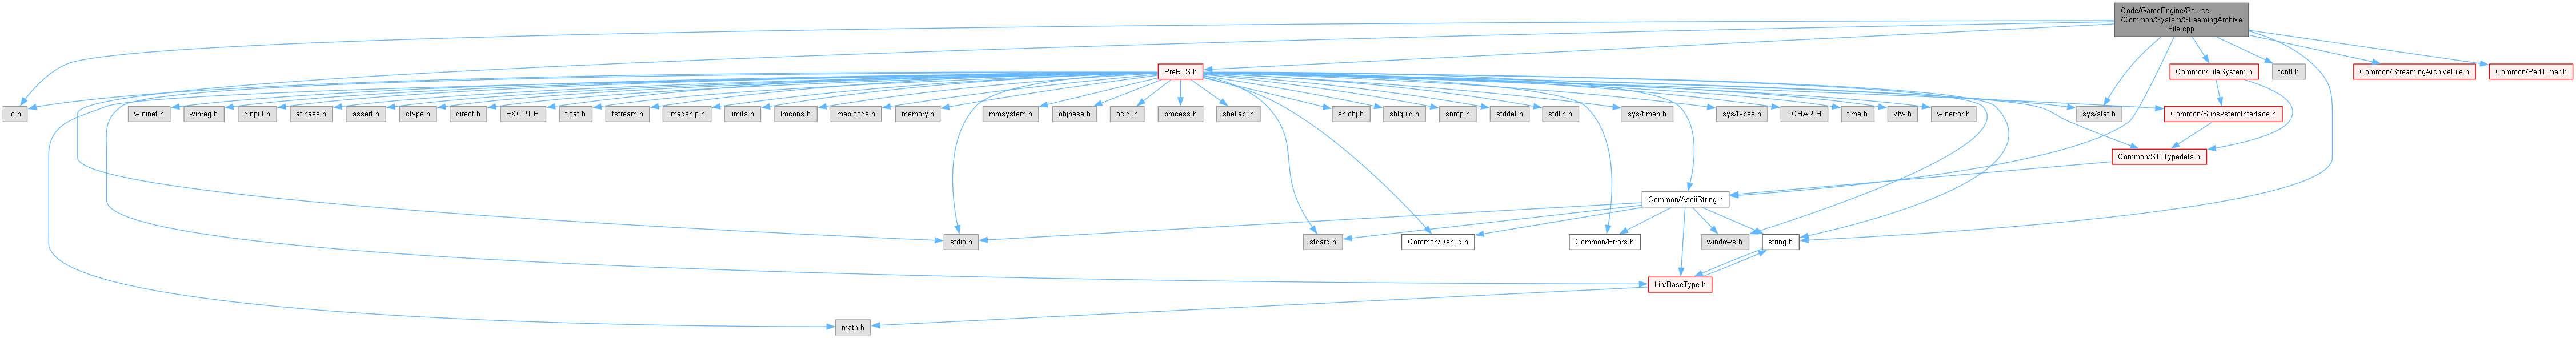 Code/GameEngine/Source
/Common/System/StreamingArchive
File.cpp
PreRTS.h
Common/FileSystem.h
fcntl.h
Common/StreamingArchiveFile.h
Common/PerfTimer.h
io.h
wininet.h
winreg.h
dinput.h
atlbase.h
assert.h
ctype.h
direct.h
EXCPT.H
float.h
fstream.h
imagehlp.h
limits.h
lmcons.h
mapicode.h
memory.h
mmsystem.h
objbase.h
ocidl.h
process.h
shellapi.h
shlobj.h
shlguid.h
snmp.h
stddef.h
stdlib.h
sys/timeb.h
sys/types.h
TCHAR.H
time.h
vfw.h
winerror.h
sys/stat.h
Common/SubsystemInterface.h
Common/STLTypedefs.h
Common/AsciiString.h
stdio.h
stdarg.h
Common/Debug.h
Common/Errors.h
windows.h
string.h
Lib/BaseType.h
math.h